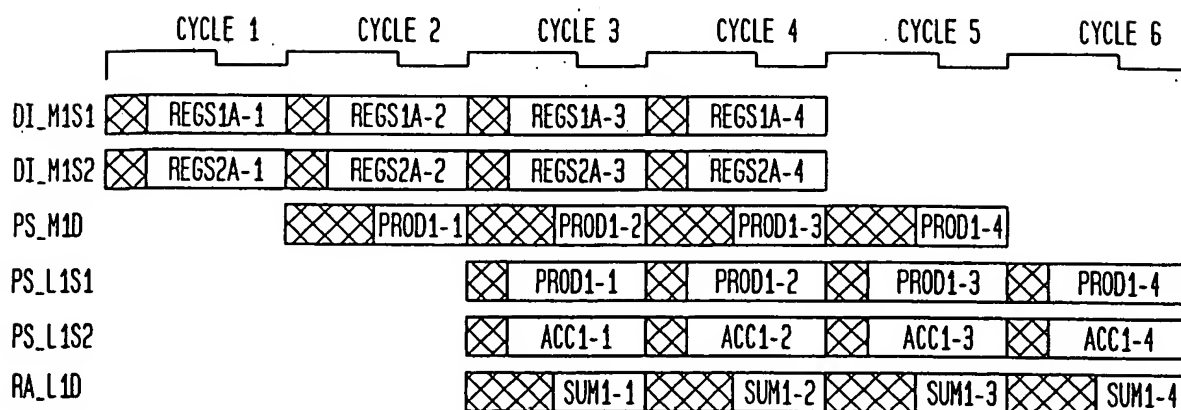 CYCLE 1 CYCLE 2 CYCLE 3 CYCLE 4 CYCLE 5 CYCLE 6
DI_M1S1 REGS1A-1 REGS1A-2 REGS1A-3 REGS1A-4
DI_M1S2 REGS2A-1 REGS2A-2 REGS2A-3 REGS2A-4
PS_M1D PROD1-1 PROD1-2 PROD1-3 PROD1-4
PS_L1S1 PROD1-1 PROD1-2 PROD1-3 PROD1-4
PS_L1S2 ACC1-1 ACC1-2 ACC1-3 ACC1-4
RA_L1D SUM1-1 SUM1-2 SUM1-3 SUM1-4